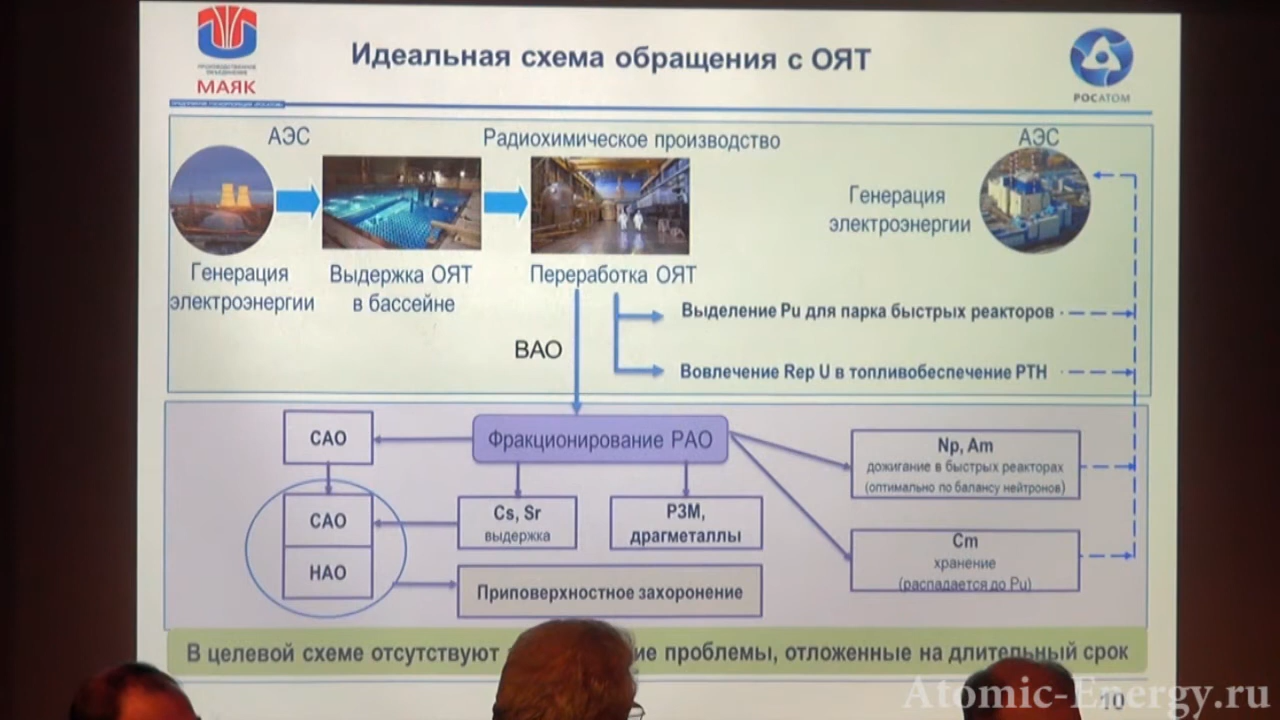 ПРОИЗВОДСТВЕННОЕ
ОБЪЕДИНЕНИЕ
МАЯК
Идеальная схема обращения с ОЯТ
РОСАТОМ
АЭС
Радиохимическое производство
АЭС
Генерация
электроэнергии
Генерация
электроэнергии
Выдержка ОЯТ
в бассейне
Переработка ОЯТ
Выделение Pu для парка быстрых реакторов
ВАО
Вовлечение Rep U в топливобеспечение РТН
САО
Фракционирование РАО
Np, Am
дожигание в быстрых реакторах
(оптимально по балансу нейтронов)
САО
Cs, Sr
выдержка
РЗМ,
драгметаллы
Cm
хранение
(распадается до Pu)
НАО
Приповерхностное захоронение
В целевой схеме отсутствуют проблемы, отложенные на длительный срок
10
Atomic-Energy.ru